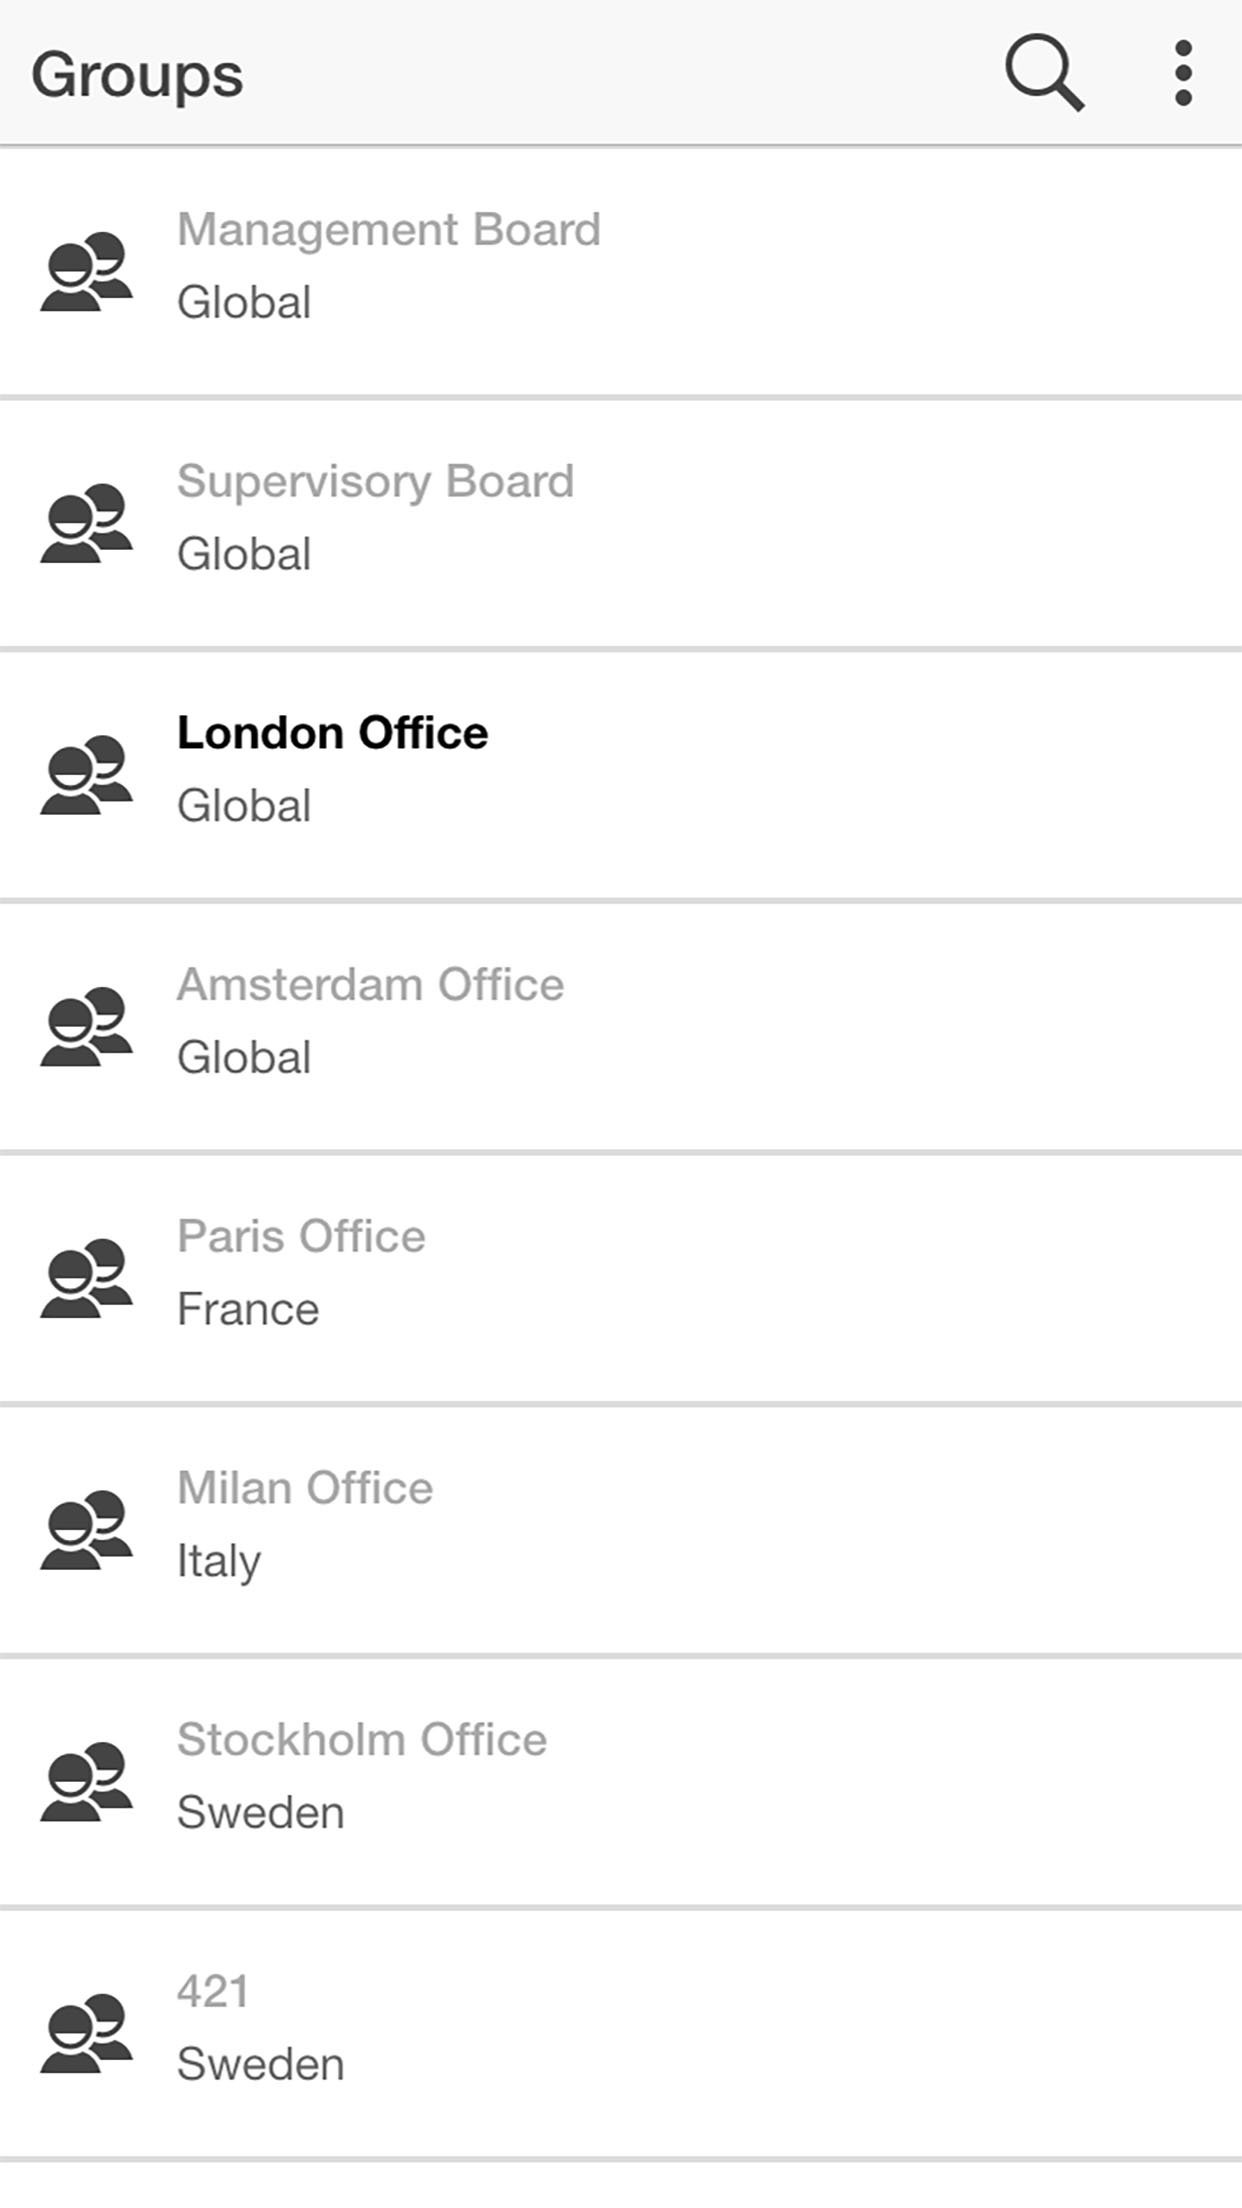 Groups
Management Board
Global
Supervisory Board
Global
London Office
Global
Amsterdam Office
Global
Paris Office
France
Milan Office
Italy
Stockholm Office
Sweden
421
Sweden